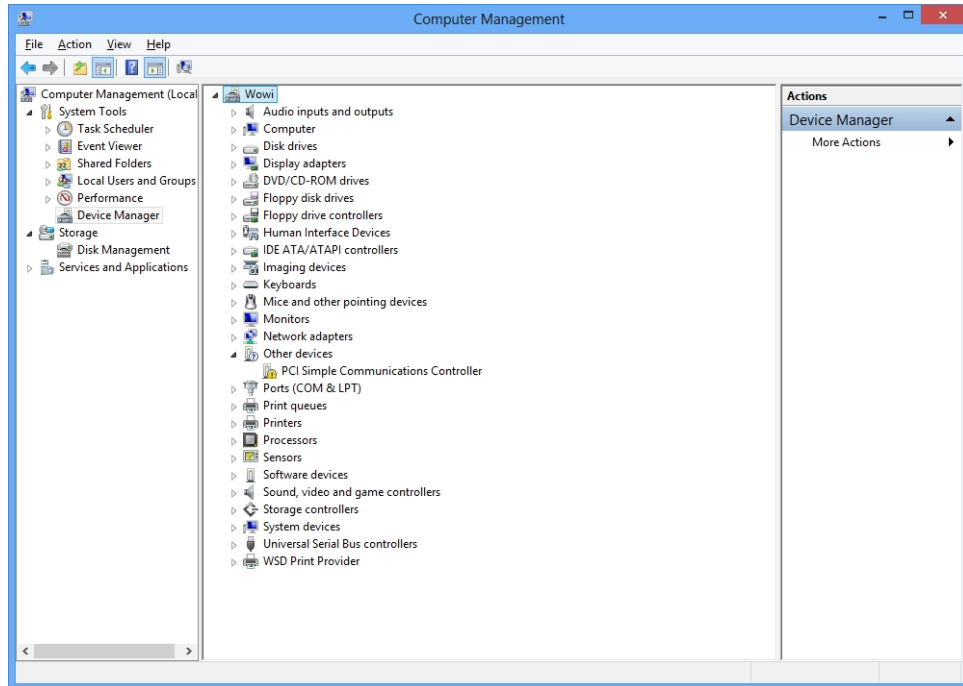 Computer Management
File Action View Help
Computer Management (Local
System Tools
Task Scheduler
Event Viewer
Shared Folders
Local Users and Groups
Performance
Device Manager
Storage
Disk Management
Services and Applications
Wowi
Audio inputs and outputs
Computer
Disk drives
Display adapters
DVD/CD-ROM drives
Floppy disk drives
Floppy drive controllers
Human Interface Devices
IDE ATA/ATAPI controllers
Imaging devices
Keyboards
Mice and other pointing devices
Monitors
Network adapters
Other devices
PCI Simple Communications Controller
Ports (COM & LPT)
Print queues
Printers
Processors
Sensors
Software devices
Sound, video and game controllers
Storage controllers
System devices
Universal Serial Bus controllers
WSD Print Provider
Actions
Device Manager
More Actions